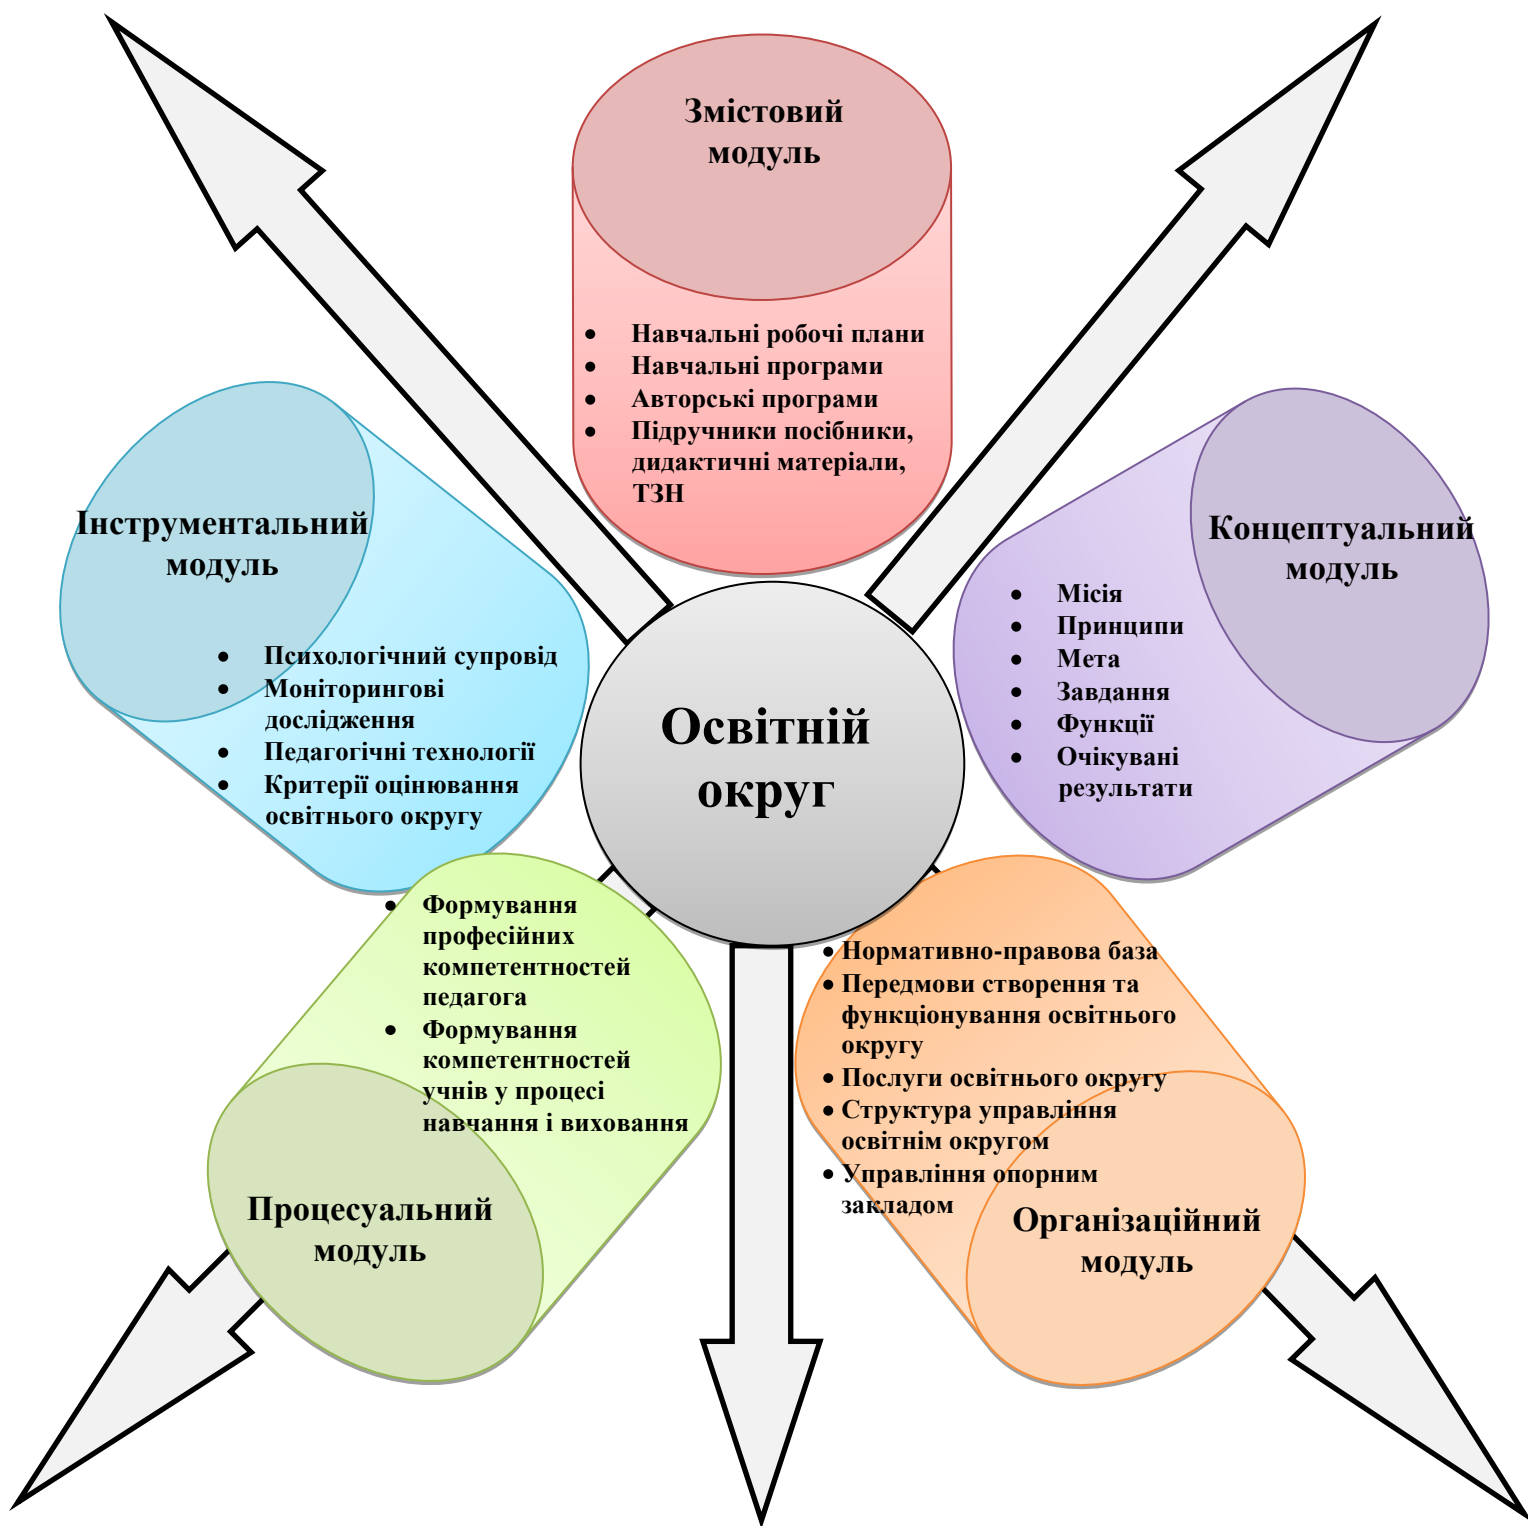 Змістовий
модуль
• Навчальні робочі плани
• Навчальні програми
• Авторські програми
• Підручники посібники,
дидактичні матеріали,
ТЗН
Інструментальний
модуль
• Психологічний супровід
• Моніторингові
дослідження
• Педагогічні технології
• Критерії оцінювання
освітнього округу
Концептуальний
модуль
• Місія
• Принципи
• Мета
• Завдання
• Функції
• Очікувані
результати
Освітній
округ
• Формування
професійних
компетентностей
педагога
• Формування
компетентностей
учнів у процесі
навчання і виховання
Процесуальний
модуль
• Нормативно-правова база
• Передмови створення та
функціонування освітнього
округу
• Послуги освітнього округу
• Структура управління
освітнім округом
• Управління опорним
закладом
Організаційний
модуль